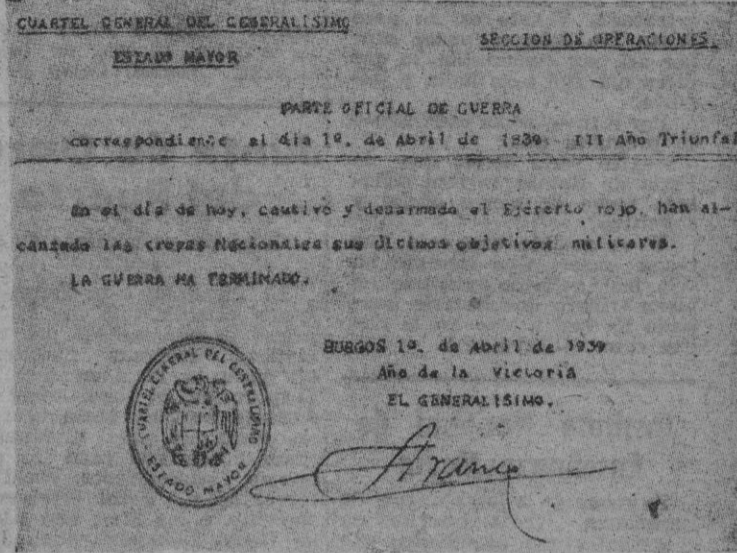 CUARTEL GENERAL DEL GENERALISIMO
ESTADO MAYOR
SECCION DE OPERACIONES.
PARTE OFICIAL DE GUERRA
correspondiente al día 1º. de Abril de 1939 III Año Triunfal
En el día de hoy, cautivo y desarmado el Ejército rojo, han al-
canzado las tropas Nacionales sus últimos objetivos militares.
LA GUERRA HA TERMINADO.
BURGOS 1º. de Abril de 1939
Año de la Victoria
EL GENERALISIMO.
CUARTEL GENERAL DEL GENERALISIMO
ESTADO MAYOR
Franco